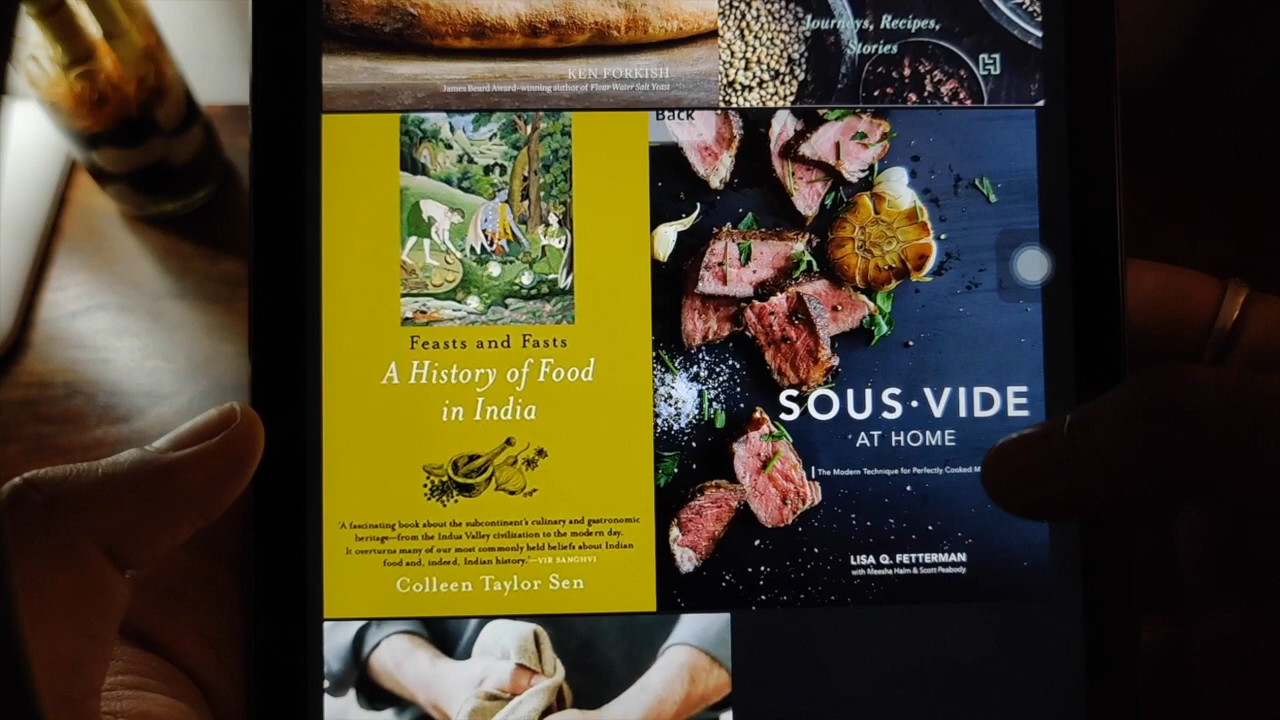 KEN FORKISH
James Beard Award-winning author of Flour Water Salt Yeast
Journeys, Recipes,
Stories
Back
Feasts and Fasts
A History of Food
in India
'A fascinating book about the subcontinent's culinary and gastronomic
heritage—from the Indus Valley civilization to the modern day.
It overturns many of our most commonly held beliefs about Indian
food and, indeed, Indian history.'—VIR SANGHVI
Colleen Taylor Sen
SOUS·VIDE
AT HOME
The Modern Technique for Perfectly Cooked M
LISA Q. FETTERMAN
with Meesha Halm & Scott Peabody